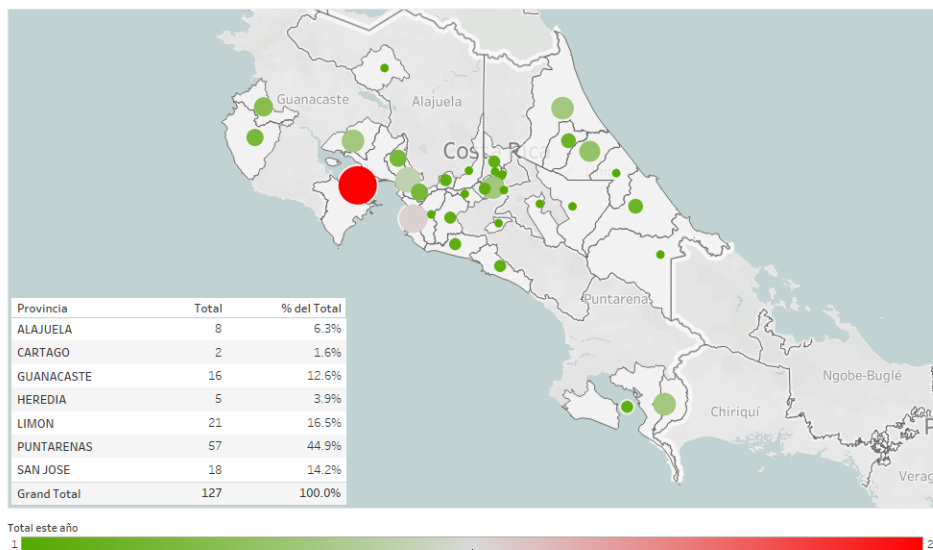 Guanacaste
Alajuela
Costa Rica
Puntarenas
Ngobe-Buglé
Chiriquí
Verag
Provincia Total % del Total
ALAJUELA 8 6.3%
CARTAGO 2 1.6%
GUANACASTE 16 12.6%
HEREDIA 5 3.9%
LIMON 21 16.5%
PUNTARENAS 57 44.9%
SAN JOSE 18 14.2%
Grand Total 127 100.0%
Total este año
1 2